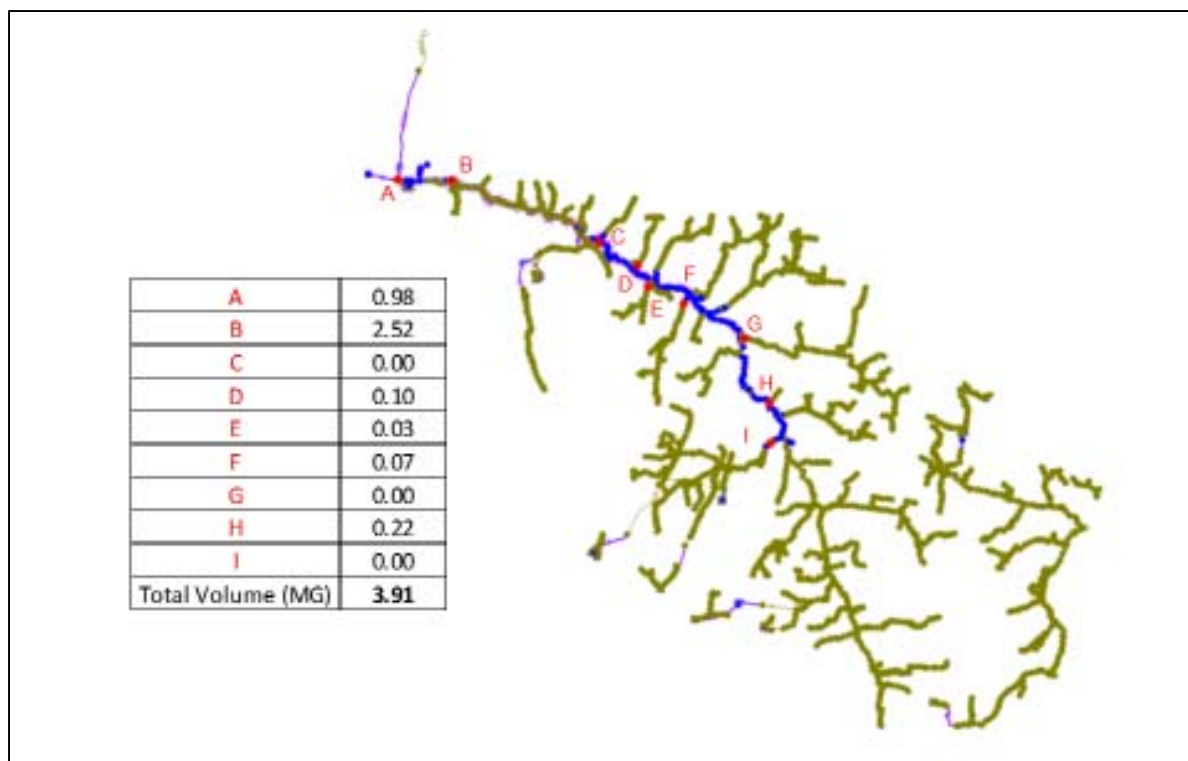 A
B
C
D
E
F
G
H
I
A 0.98
B 2.52
C 0.00
D 0.10
E 0.03
F 0.07
G 0.00
H 0.22
I 0.00
Total Volume (MG) 3.91